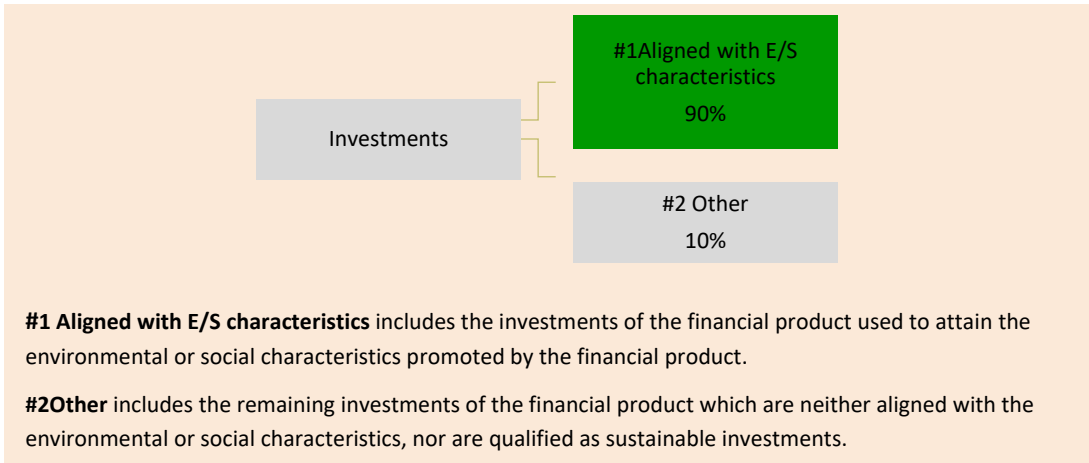 #1Aligned with E/S
characteristics
90%
Investments
#2 Other
10%
#1 Aligned with E/S characteristics includes the investments of the financial product used to attain the
environmental or social characteristics promoted by the financial product.
#2Other includes the remaining investments of the financial product which are neither aligned with the
environmental or social characteristics, nor are qualified as sustainable investments.